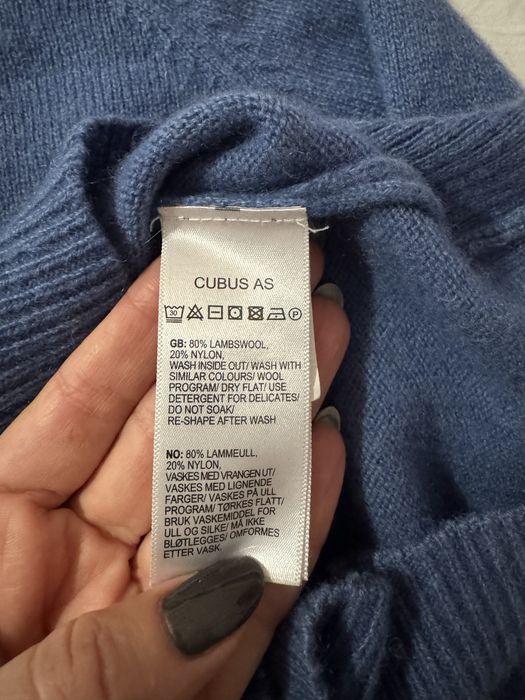 CUBUS AS
30 P
GB: 80% LAMBSWOOL,
20% NYLON,
WASH INSIDE OUT/ WASH WITH
SIMILAR COLOURS/ WOOL
PROGRAM/ DRY FLAT/ USE
DETERGENT FOR DELICATES/
DO NOT SOAK/
RE-SHAPE AFTER WASH
NO: 80% LAMMEULL,
20% NYLON,
VASKES MED VRANGEN UT/
VASKES MED LIGNENDE
FARGER/ VASKES PÅ ULL
PROGRAM/ TØRKES FLATT/
BRUK VASKEMIDDEL FOR
ULL OG SILKE/ MÅ IKKE
BLØTLEGGES/ OMFORMES
ETTER VASK.